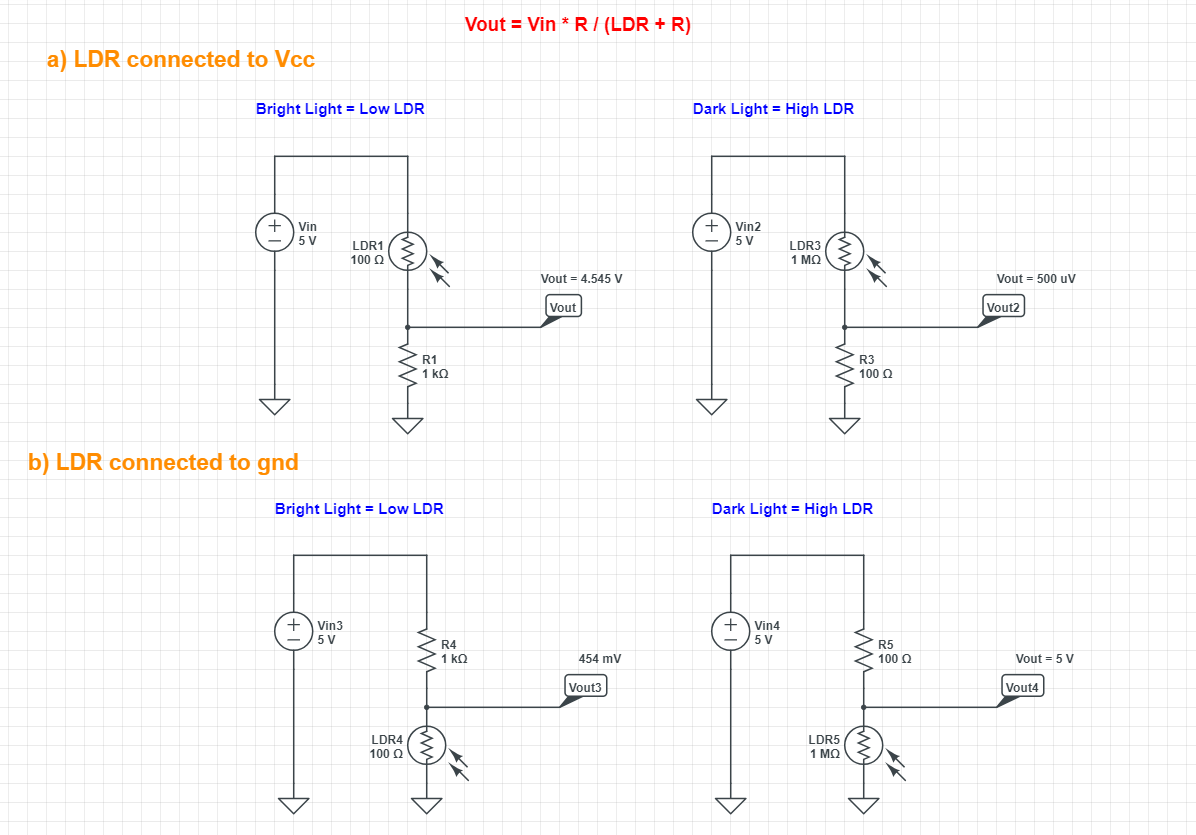 Vout = Vin * R / (LDR + R)
a) LDR connected to Vcc
Bright Light = Low LDR
Dark Light = High LDR
Vin
5 V
LDR1
100 Ω
Vout = 4.545 V
Vout
R1
1 kΩ
Vin2
5 V
LDR3
1 MΩ
Vout = 500 uV
Vout2
R3
100 Ω
b) LDR connected to gnd
Bright Light = Low LDR
Dark Light = High LDR
Vin3
5 V
R4
1 kΩ
454 mV
Vout3
LDR4
100 Ω
Vin4
5 V
R5
100 Ω
Vout = 5 V
Vout4
LDR5
1 MΩ